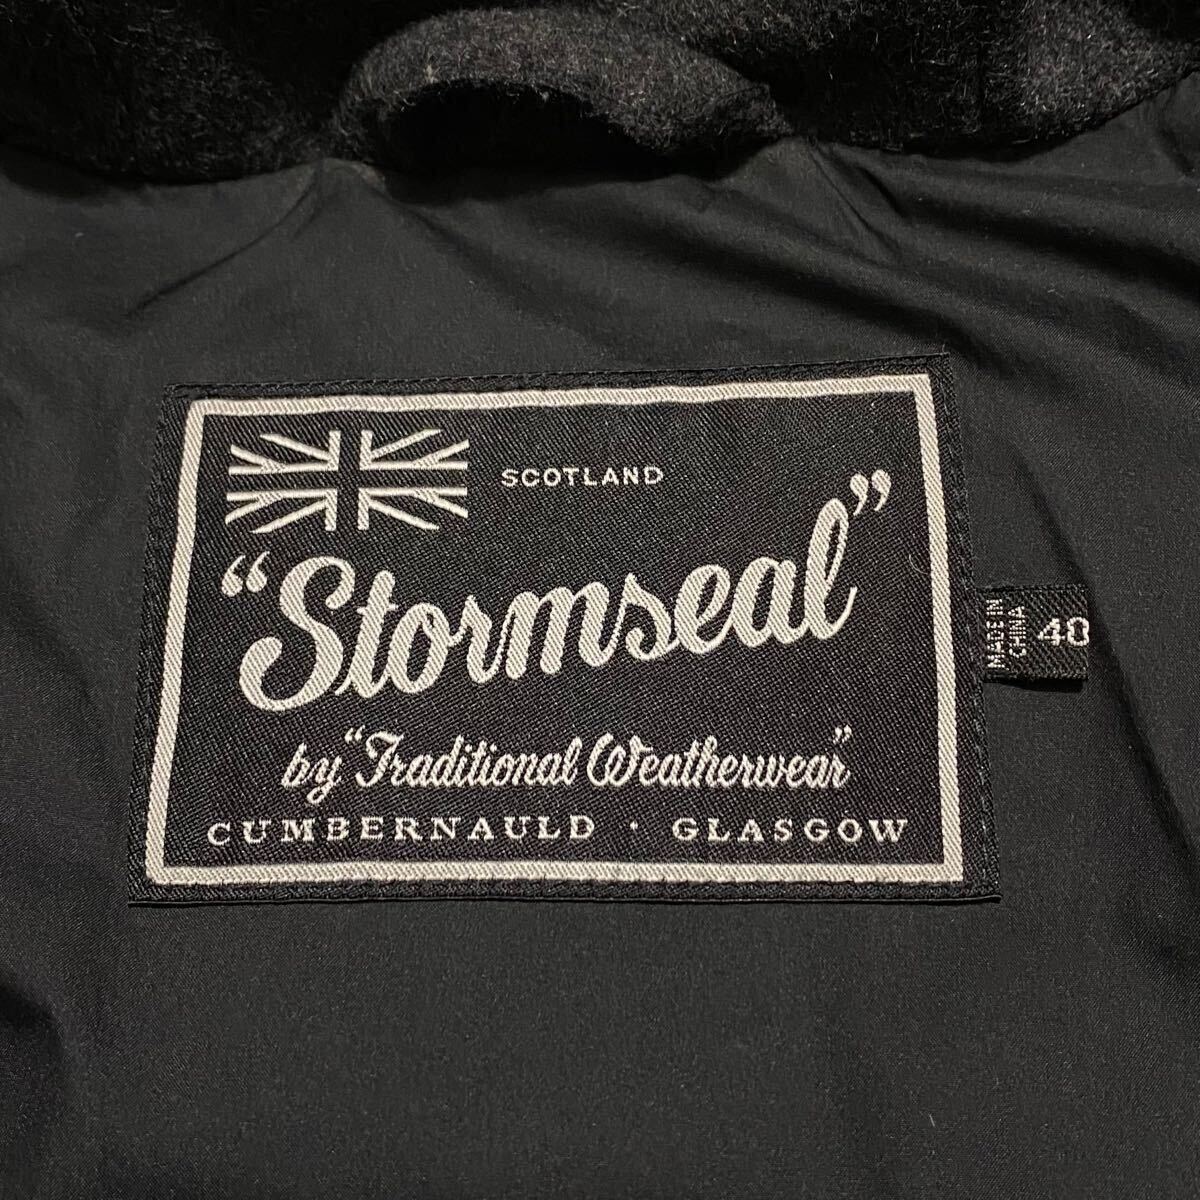 SCOTLAND
“Stormseal”
by “Traditional Weatherwear”
CUMBERNAULD · GLASGOW
MADE IN
CHINA
40